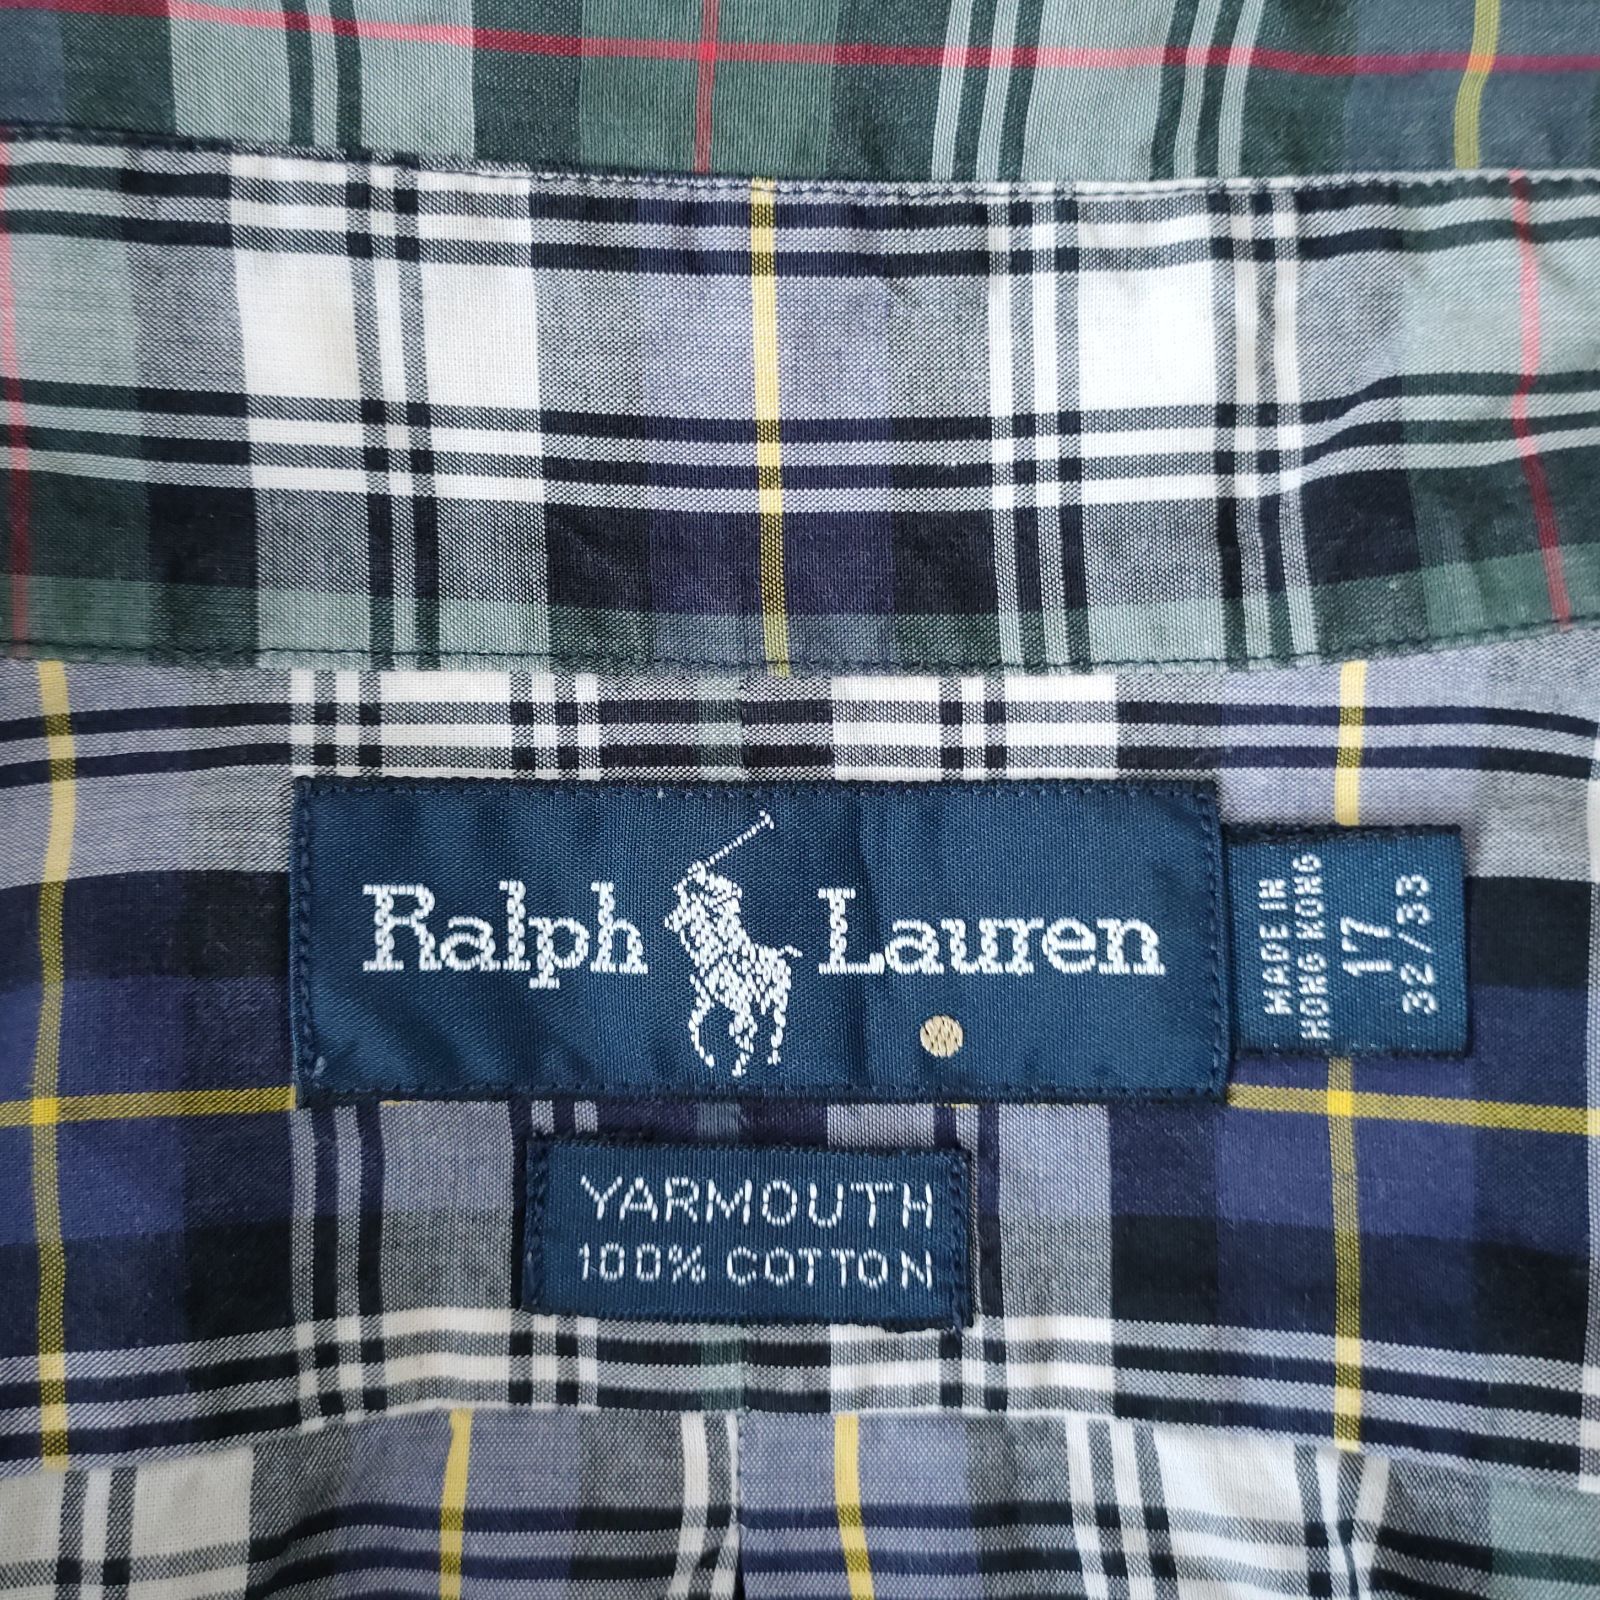 Ralph Lauren
MADE IN
HONG KONG
17
32/33
YARMOUTH
100% COTTON